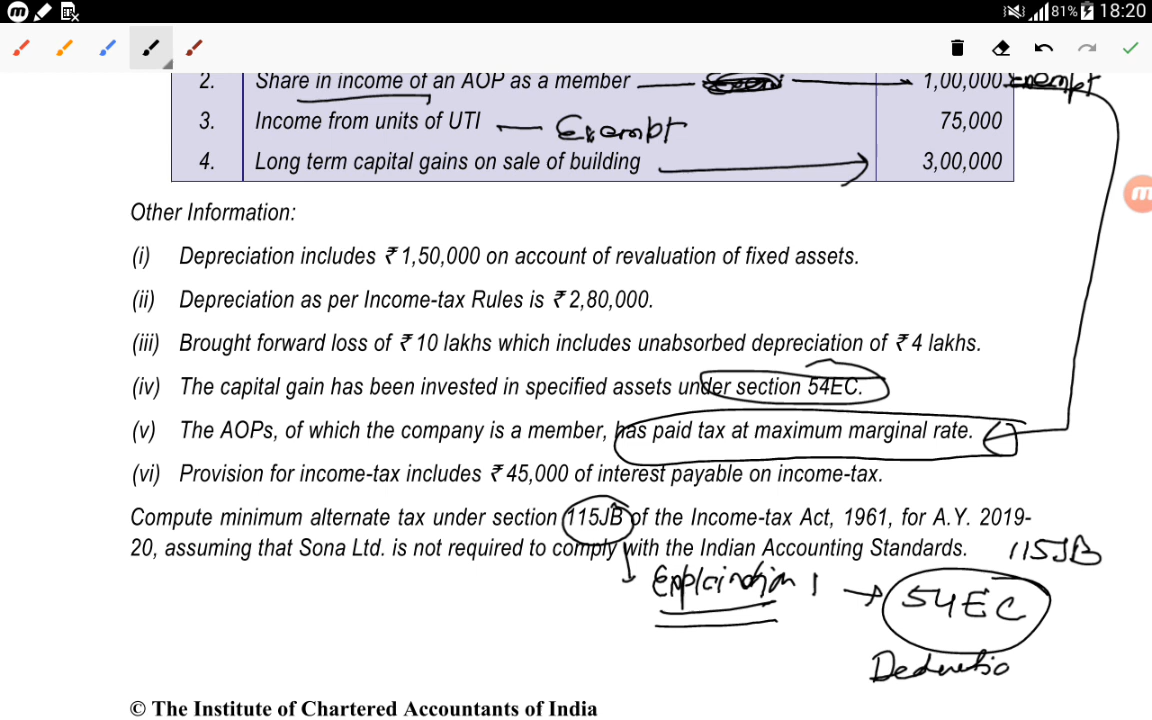 81% 18:20
2. Share in income of an AOP as a member 1,00,000 Exempt
3. Income from units of UTI Exempt 75,000
4. Long term capital gains on sale of building 3,00,000
Other Information:
(i) Depreciation includes ₹ 1,50,000 on account of revaluation of fixed assets.
(ii) Depreciation as per Income-tax Rules is ₹ 2,80,000.
(iii) Brought forward loss of ₹ 10 lakhs which includes unabsorbed depreciation of ₹ 4 lakhs.
(iv) The capital gain has been invested in specified assets under section 54EC.
(v) The AOPs, of which the company is a member, has paid tax at maximum marginal rate.
(vi) Provision for income-tax includes ₹ 45,000 of interest payable on income-tax.
Compute minimum alternate tax under section 115JB of the Income-tax Act, 1961, for A.Y. 2019-
20, assuming that Sona Ltd. is not required to comply with the Indian Accounting Standards. 115JB
Explaination 1 54EC
Deductio
© The Institute of Chartered Accountants of India